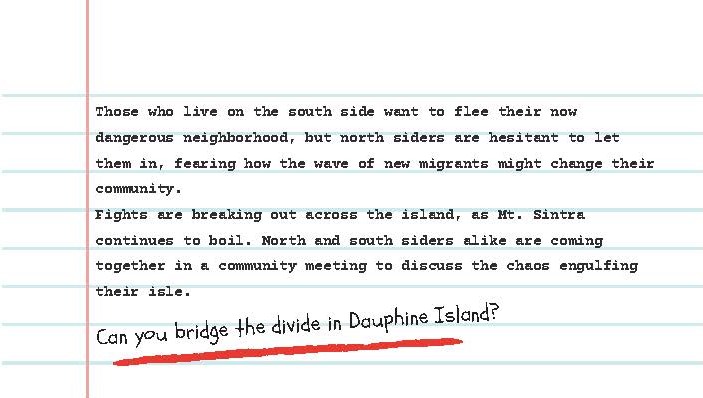 Those who live on the south side want to flee their now
dangerous neighborhood, but north siders are hesitant to let
them in, fearing how the wave of new migrants might change their
community.
Fights are breaking out across the island, as Mt. Sintra
continues to boil. North and south siders alike are coming
together in a community meeting to discuss the chaos engulfing
their isle.
Can you bridge the divide in Dauphine Island?